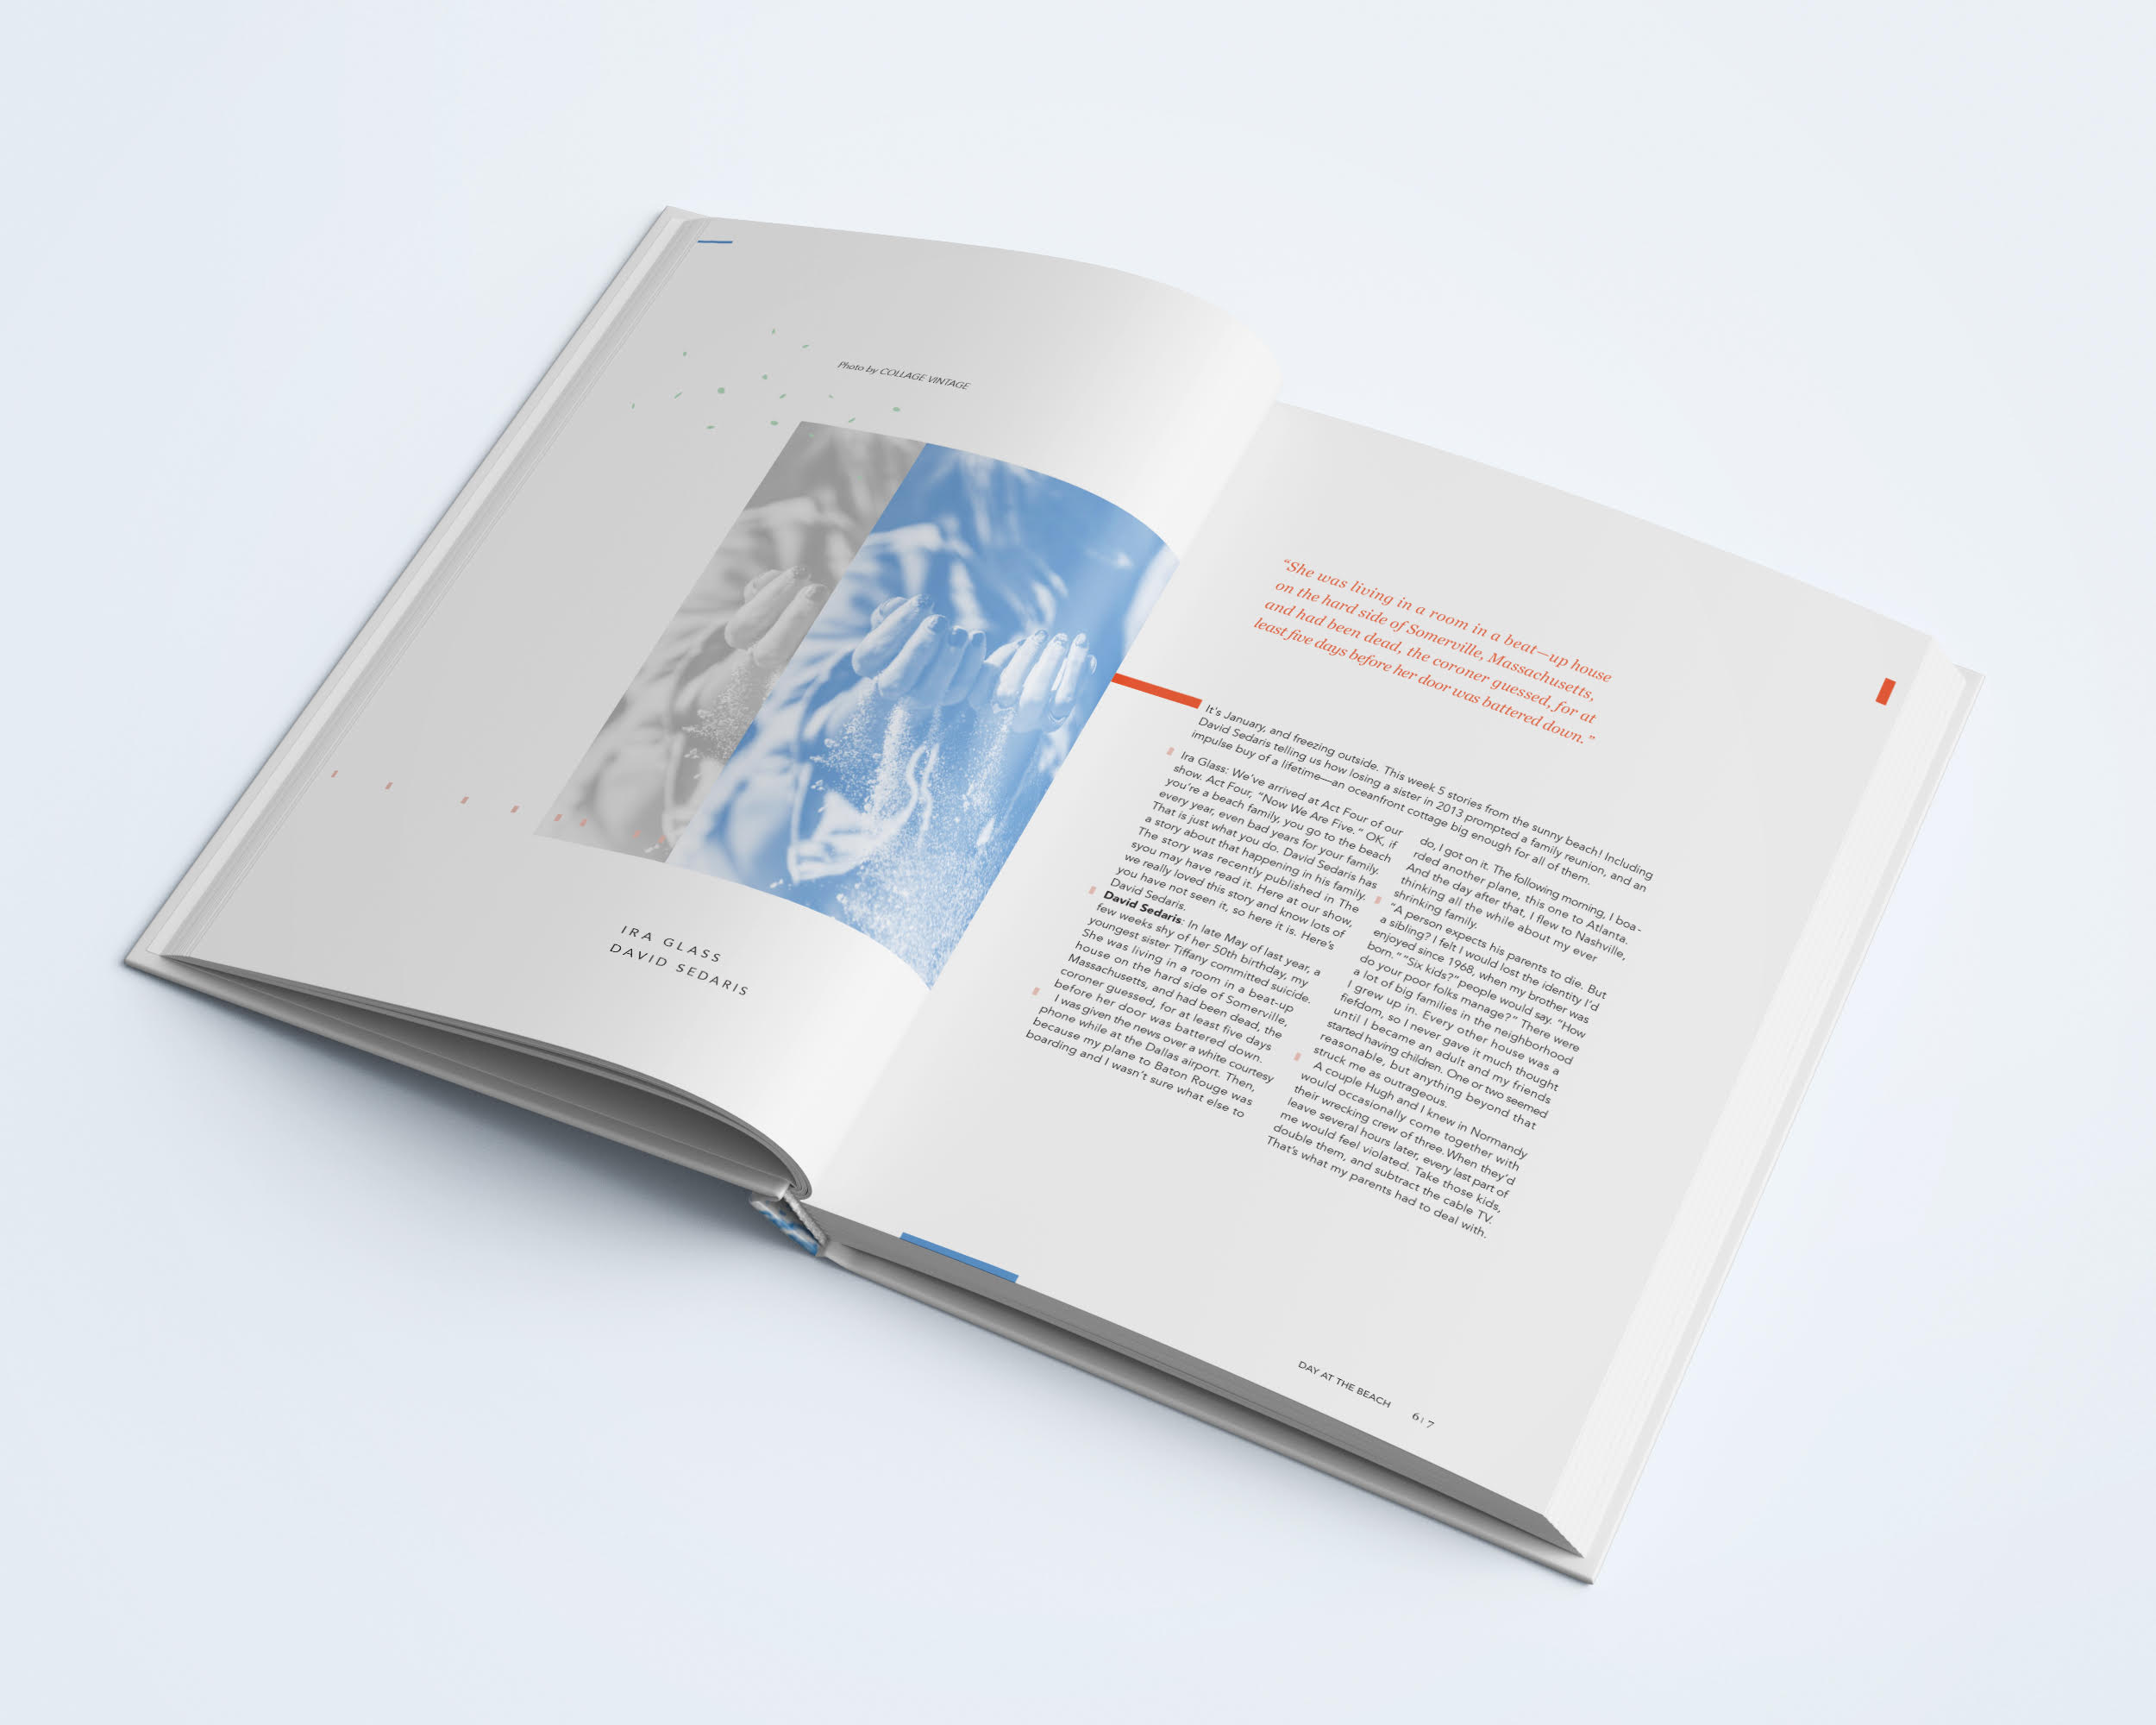 Photo by COLLAGE VINTAGE
IRA GLASS
DAVID SEDARIS
“She was living in a room in a beat—up house
on the hard side of Somerville, Massachusetts,
and had been dead, the coroner guessed, for at
least five days before her door was battered down.”
It's January, and freezing outside. This week 5 stories from the sunny beach! Including
David Sedaris telling us how losing a sister in 2013 prompted a family reunion, and an
impulse buy of a lifetime—an oceanfront cottage big enough for all of them.
Ira Glass: We've arrived at Act Four of our
show. Act Four, “Now We Are Five.” OK, if
you're a beach family, you go to the beach
every year, even bad years for your family.
That is just what you do. David Sedaris has
a story about that happening in his family.
The story was recently published in The
syou may have read it. Here at our show,
we really loved this story and know lots of
you have not seen it, so here it is. Here's
David Sedaris.
David Sedaris: In late May of last year, a
few weeks shy of her 50th birthday, my
youngest sister Tiffany committed suicide.
She was living in a room in a beat-up
house on the hard side of Somerville,
Massachusetts, and had been dead, the
coroner guessed, for at least five days
before her door was battered down.
I was given the news over a white courtesy
phone while at the Dallas airport. Then,
because my plane to Baton Rouge was
boarding and I wasn't sure what else to
do, I got on it. The following morning, I boa-
rded another plane, this one to Atlanta.
And the day after that, I flew to Nashville,
thinking all the while about my ever
shrinking family.
“A person expects his parents to die. But
a sibling? I felt I would lost the identity I'd
enjoyed since 1968, when my brother was
born.” “Six kids?” people would say. “How
do your poor folks manage?” There were
a lot of big families in the neighborhood
I grew up in. Every other house was a
fiefdom, so I never gave it much thought
until I became an adult and my friends
started having children. One or two seemed
reasonable, but anything beyond that
struck me as outrageous.
A couple Hugh and I knew in Normandy
would occasionally come together with
their wrecking crew of three. When they'd
leave several hours later, every last part of
me would feel violated. Take those kids,
double them, and subtract the cable TV.
That's what my parents had to deal with.
DAY AT THE BEACH 6 | 7